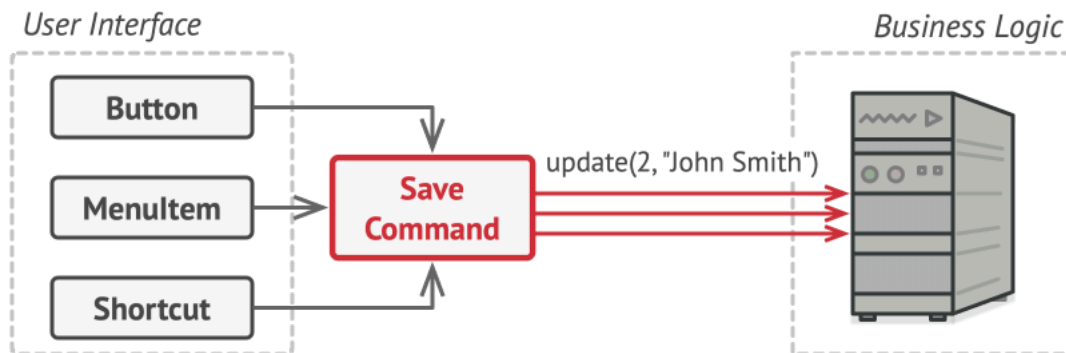 User Interface
Business Logic
Button
update(2, "John Smith")
Save
Command
MenuItem
Shortcut